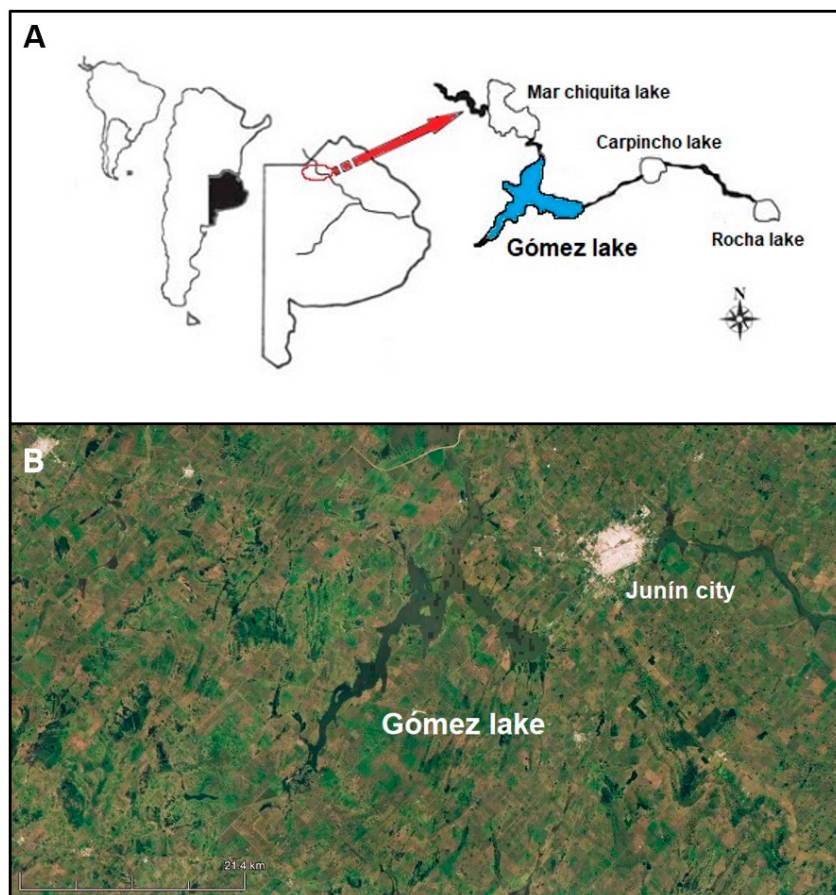 A
Mar chiquita lake
Carpincho lake
Gómez lake
Rocha lake
N
B
Junín city
Gómez lake
21.4 km